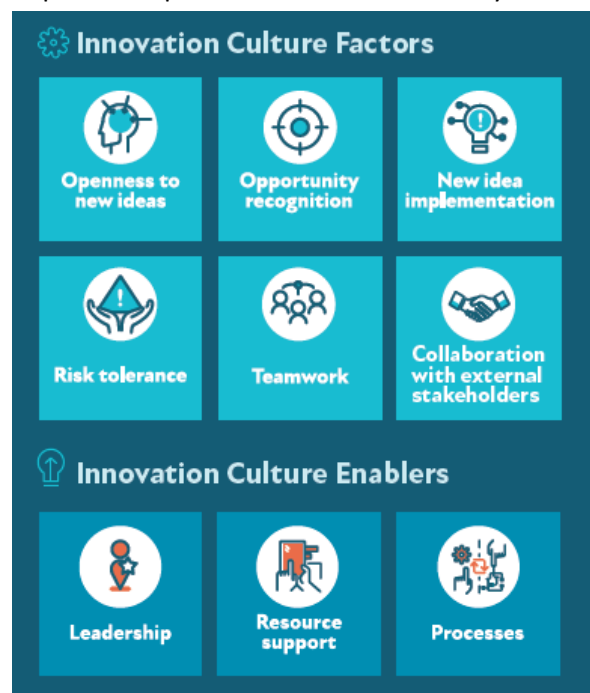 Innovation Culture Factors
Openness to
new ideas
Opportunity
recognition
New idea
implementation
Risk tolerance
Teamwork
Collaboration
with external
stakeholders
Innovation Culture Enablers
Leadership
Resource
support
Processes